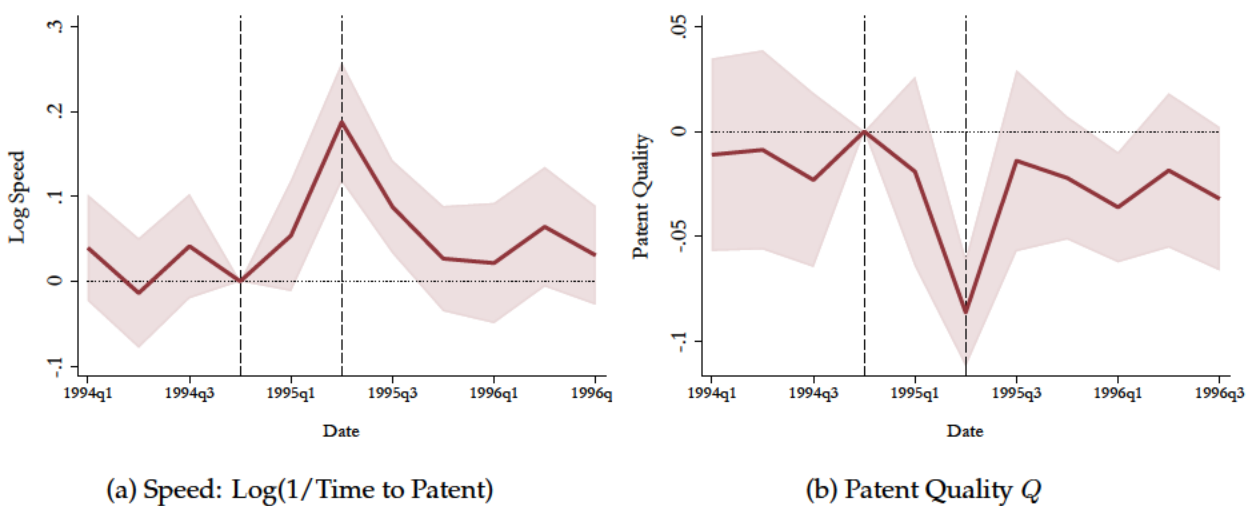 .3
.2
.1
0
-.1
Log Speed
1994q1 1994q3 1995q1 1995q3 1996q1 1996q
Date
(a) Speed: Log(1/Time to Patent)
.05
0
-.05
-.1
Patent Quality
1994q1 1994q3 1995q1 1995q3 1996q1 1996q3
Date
(b) Patent Quality Q